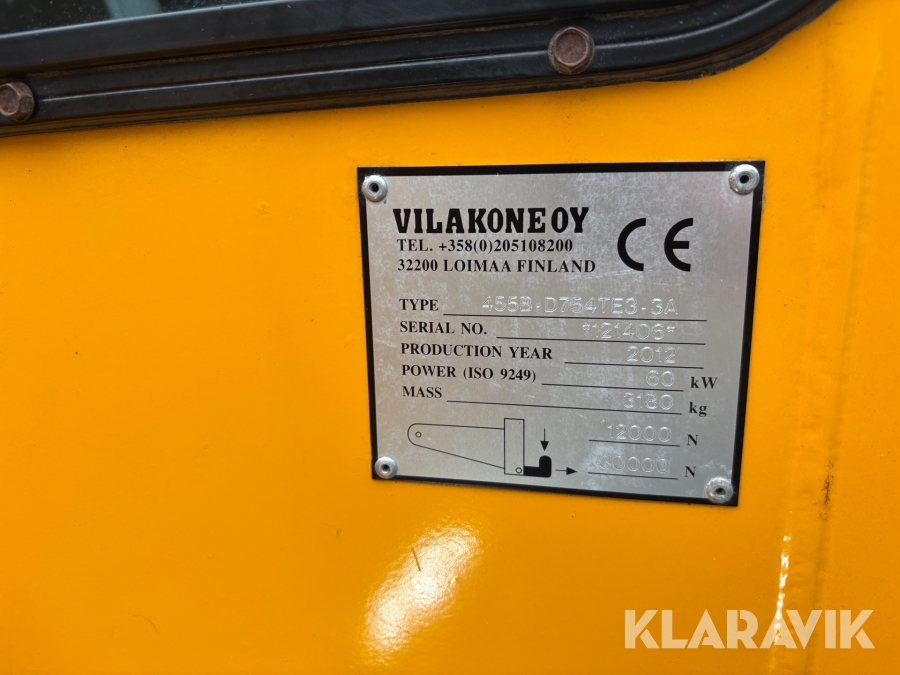 VILAKONE OY
TEL. +358(0)205108200
32200 LOIMAA FINLAND
CE
TYPE 455B-D754TE3-3A
SERIAL NO. *121406*
PRODUCTION YEAR 2012
POWER (ISO 9249) 60 kW
MASS 3180 kg
12000 N
N
KLARAVIK